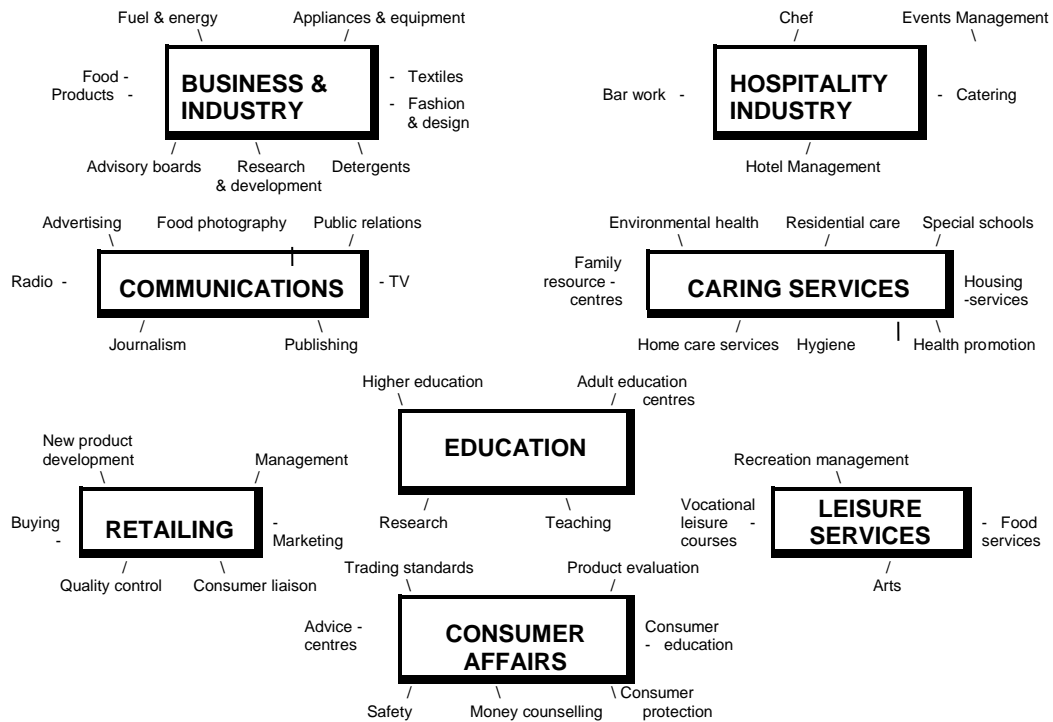 Fuel & energy
Appliances & equipment
Food -
Products -
BUSINESS &
INDUSTRY
- Textiles
- Fashion
& design
Advisory boards
Research
& development
Detergents
Chef
Events Management
Bar work -
HOSPITALITY
INDUSTRY
- Catering
Hotel Management
Advertising
Food photography
Public relations
Radio -
COMMUNICATIONS
- TV
Journalism
Publishing
Environmental health
Residential care
Special schools
Family
resource -
centres
CARING SERVICES
Housing
-services
Home care services
Hygiene
Health promotion
Higher education
Adult education
centres
EDUCATION
Research
Teaching
New product
development
Management
Buying
-
RETAILING
-
Marketing
Quality control
Consumer liaison
Recreation management
Vocational
leisure -
courses
LEISURE
SERVICES
- Food
services
Arts
Trading standards
Product evaluation
Advice -
centres
CONSUMER
AFFAIRS
Consumer
- education
Safety
Money counselling
Consumer
protection